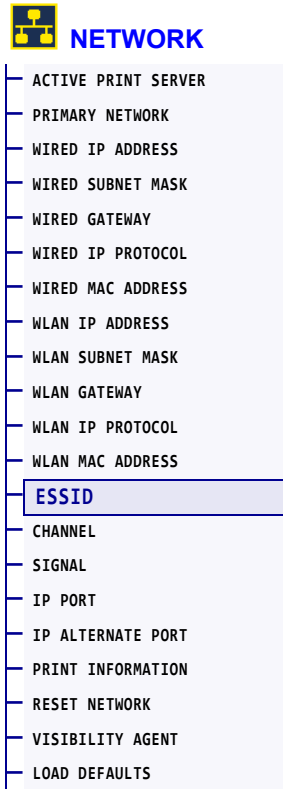 NETWORK
ACTIVE PRINT SERVER
PRIMARY NETWORK
WIRED IP ADDRESS
WIRED SUBNET MASK
WIRED GATEWAY
WIRED IP PROTOCOL
WIRED MAC ADDRESS
WLAN IP ADDRESS
WLAN SUBNET MASK
WLAN GATEWAY
WLAN IP PROTOCOL
WLAN MAC ADDRESS
ESSID
CHANNEL
SIGNAL
IP PORT
IP ALTERNATE PORT
PRINT INFORMATION
RESET NETWORK
VISIBILITY AGENT
LOAD DEFAULTS